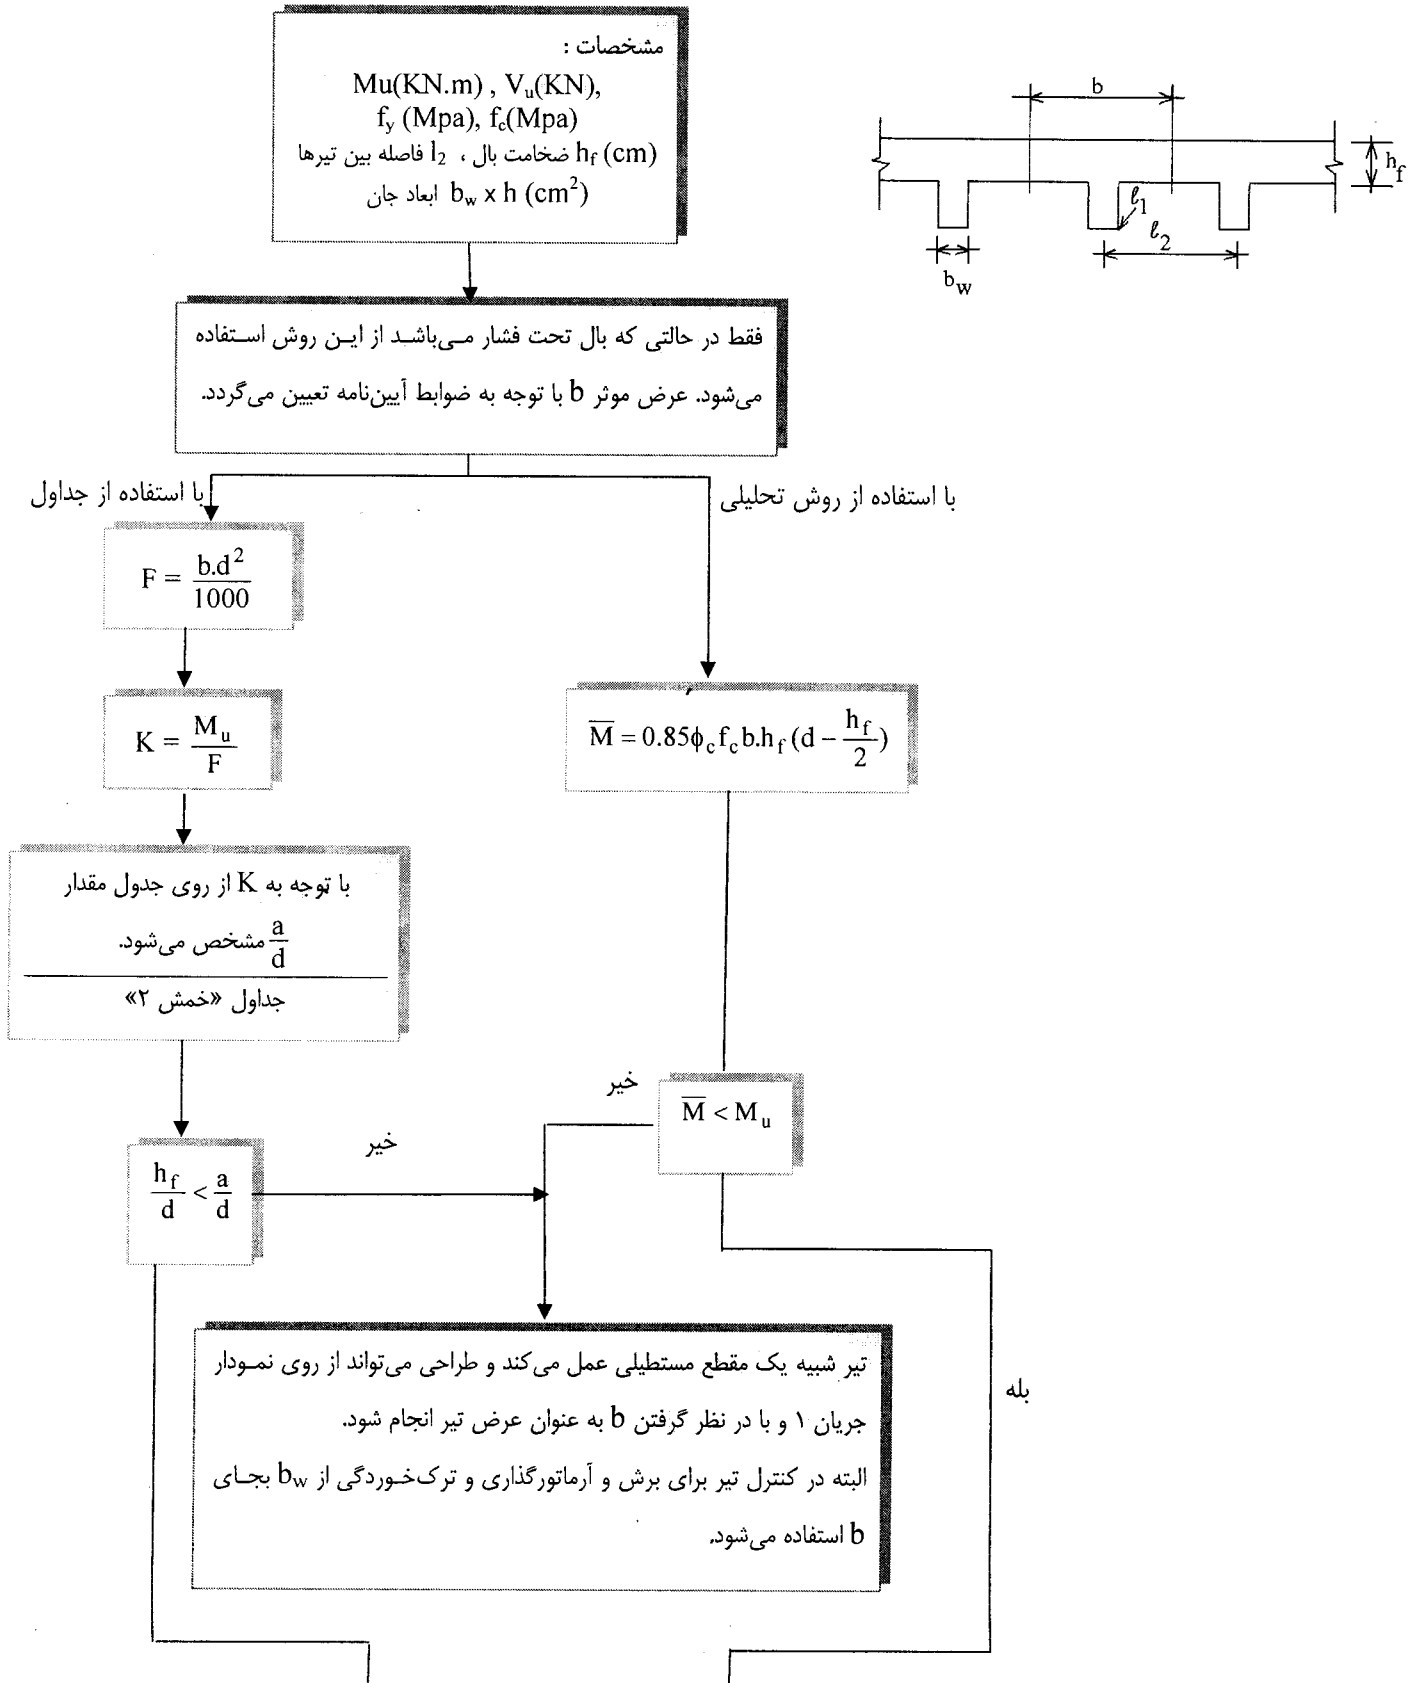 مشخصات :
Mu(KN.m) , Vu(KN),
fy (Mpa), fc(Mpa)
hf (cm) ضخامت بال ، l2 فاصله بین تیرها
bw x h (cm²) ابعاد جان
b
hf
ℓ1
ℓ2
bw
فقط در حالتی که بال تحت فشار می‌باشد از این روش استفاده
می‌شود. عرض موثر b با توجه به ضوابط آیین‌نامه تعیین می‌گردد.
با استفاده از روش تحلیلی
با استفاده از جداول
F = b.d² / 1000
K = Mu / F
M̅ = 0.85ϕc fc b.hf (d − hf / 2)
با توجه به K از روی جدول مقدار
a/d مشخص می‌شود.
جداول «خمش ۲»
خیر
M̅ < Mu
خیر
hf/d < a/d
بله
تیر شبیه یک مقطع مستطیلی عمل می‌کند و طراحی می‌تواند از روی نمودار
جریان ۱ و با در نظر گرفتن b به عنوان عرض تیر انجام شود.
البته در کنترل تیر برای برش و آرماتورگذاری و ترک‌خوردگی از bw بجای
b استفاده می‌شود.